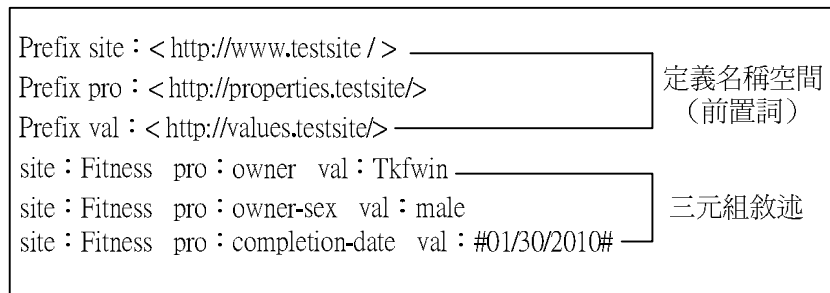 Prefix site：< http://www.testsite / >
Prefix pro：< http://properties.testsite/>
Prefix val：< http://values.testsite/>
定義名稱空間
（前置詞）
site：Fitness pro：owner val：Tkfwin
site：Fitness pro：owner-sex val：male
site：Fitness pro：completion-date val：#01/30/2010#
三元組敘述